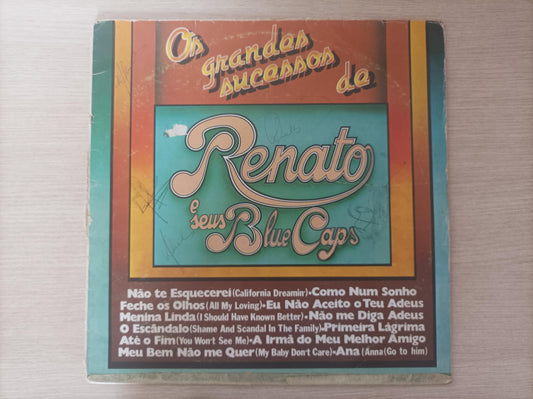 Os
grandes
sucessos
de
Renato
e
seus Blue Caps
Não te Esquecerei (California Dreamin')•Como Num Sonho
Feche os Olhos (All My Loving)•Eu Não Aceito o Teu Adeus
Menina Linda (I Should Have Known Better)•Não me Diga Adeus
O Escândalo (Shame And Scandal In The Family)•Primeira Lágrima
Até o Fim (You Won't See Me)•A Irmã do Meu Melhor Amigo
Meu Bem Não me Quer (My Baby Don't Care)•Ana (Anna (Go to him)